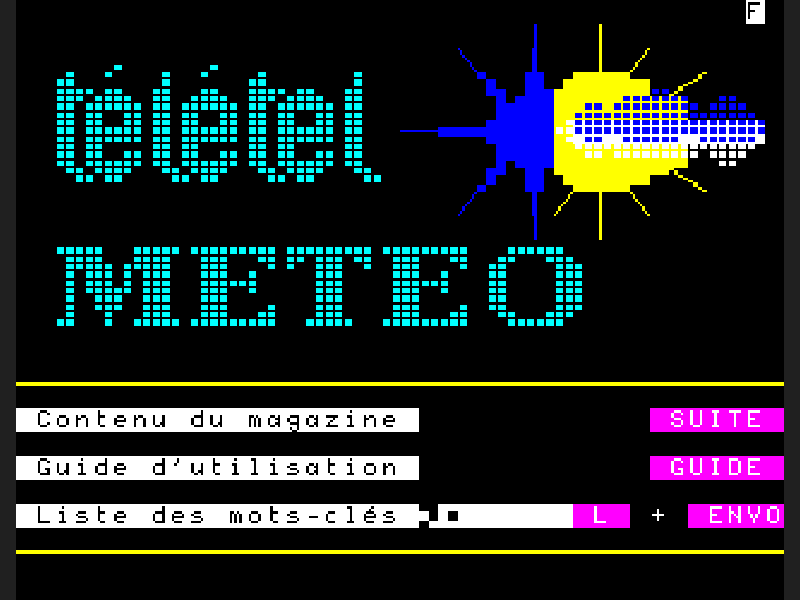 F
télétel
METEO
Contenu du magazine SUITE
Guide d'utilisation GUIDE
Liste des mots-clés L + ENVO